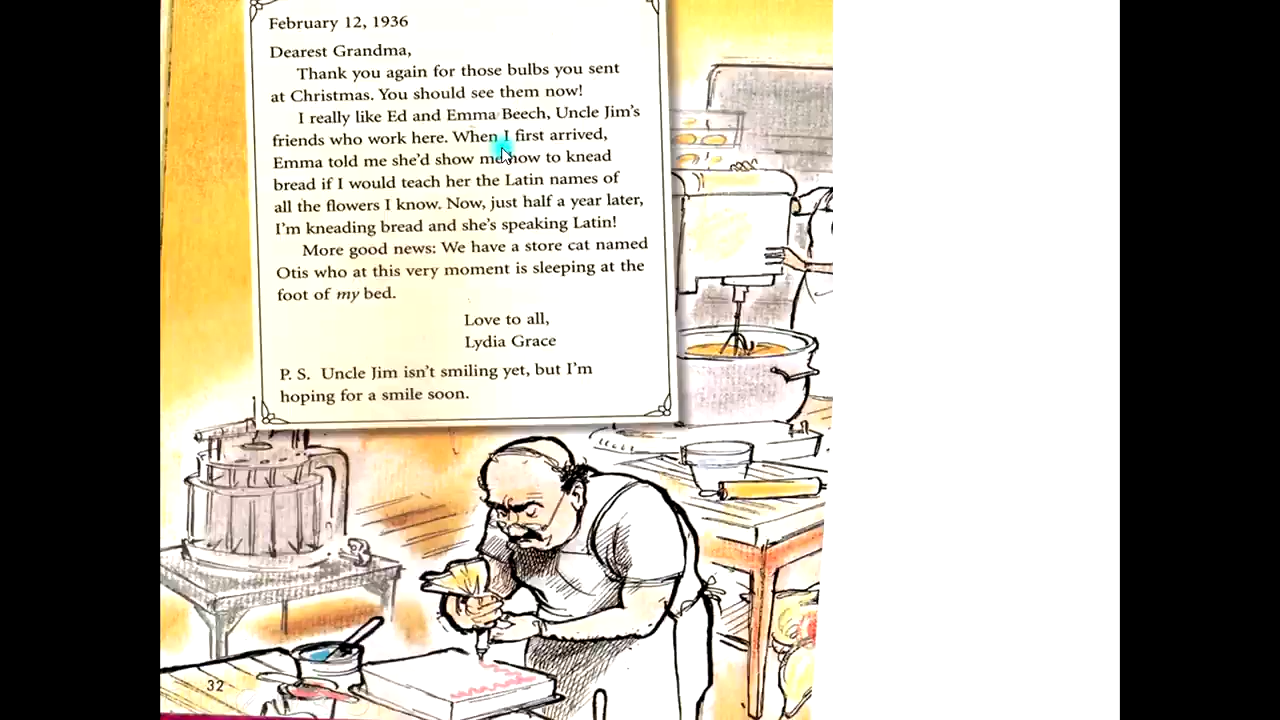 February 12, 1936
Dearest Grandma,
Thank you again for those bulbs you sent
at Christmas. You should see them now!
I really like Ed and Emma Beech, Uncle Jim's
friends who work here. When I first arrived,
Emma told me she'd show me how to knead
bread if I would teach her the Latin names of
all the flowers I know. Now, just half a year later,
I'm kneading bread and she's speaking Latin!
More good news: We have a store cat named
Otis who at this very moment is sleeping at the
foot of my bed.
Love to all,
Lydia Grace
P. S. Uncle Jim isn't smiling yet, but I'm
hoping for a smile soon.
32